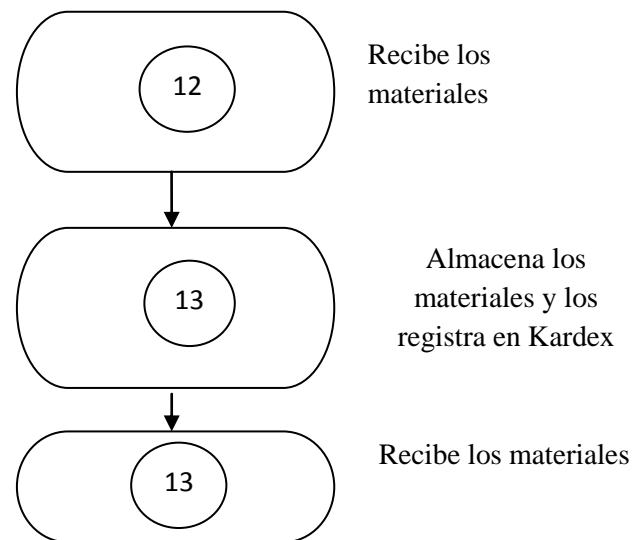 12
Recibe los
materiales
13
Almacena los
materiales y los
registra en Kardex
13
Recibe los materiales